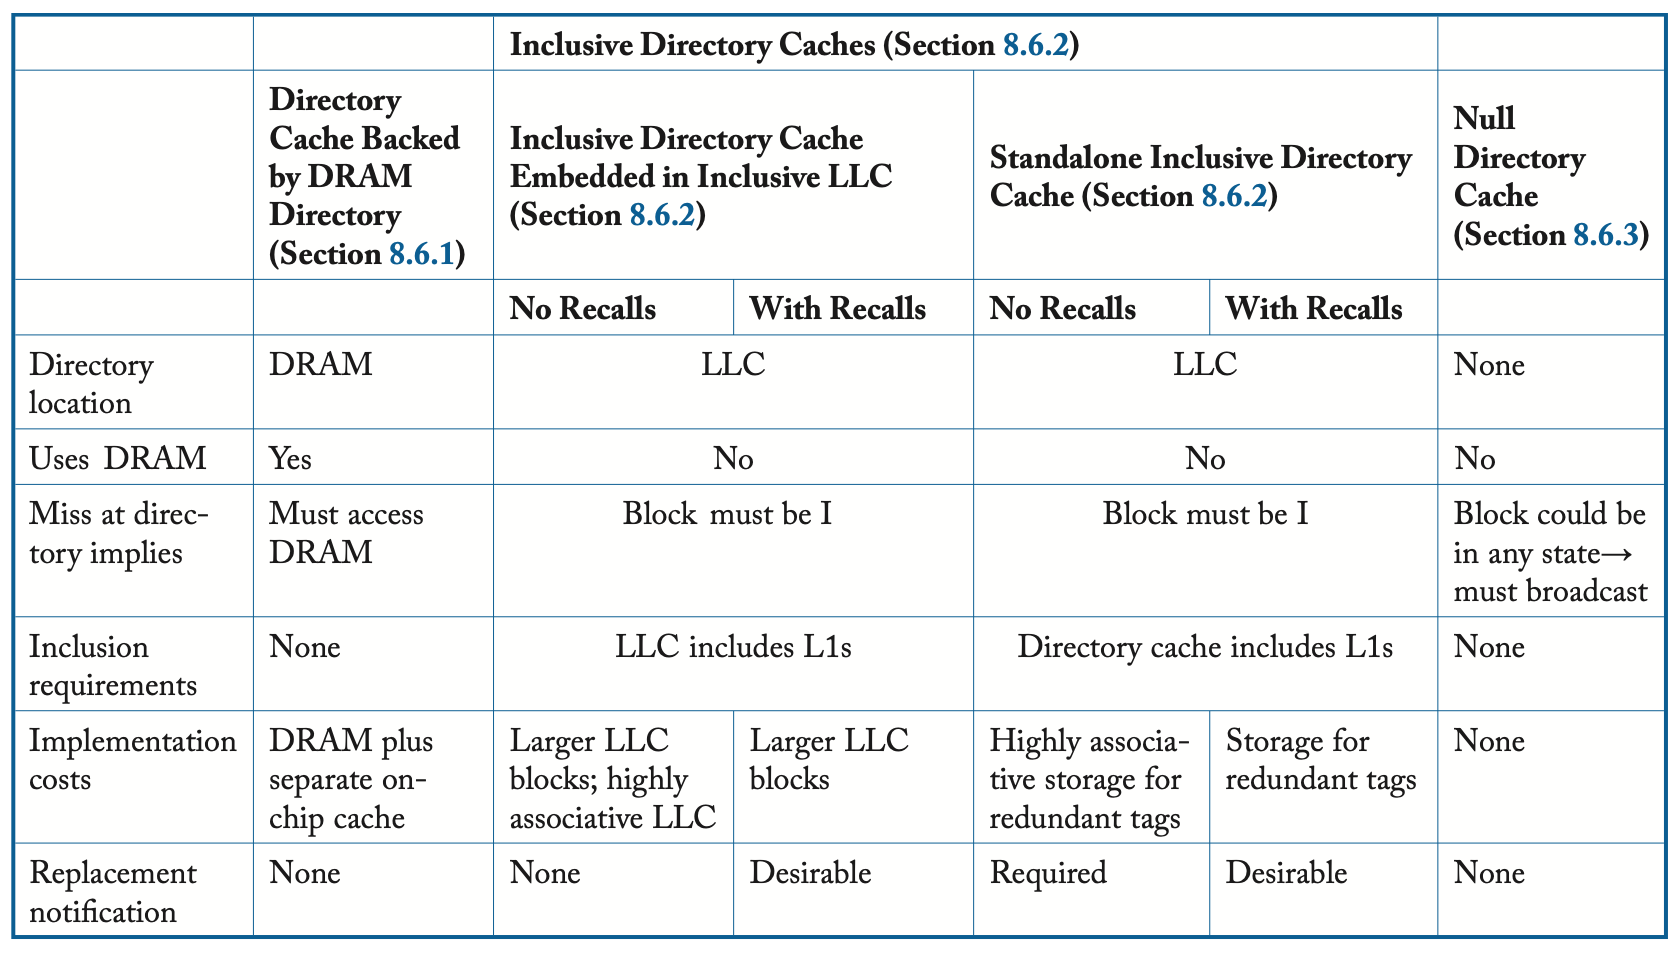 Inclusive Directory Caches (Section 8.6.2)
Directory
Cache Backed
by DRAM
Directory
(Section 8.6.1)
Inclusive Directory Cache
Embedded in Inclusive LLC
(Section 8.6.2)
Standalone Inclusive Directory
Cache (Section 8.6.2)
Null
Directory
Cache
(Section 8.6.3)
No Recalls
With Recalls
No Recalls
With Recalls
Directory
location
DRAM
LLC
LLC
None
Uses DRAM
Yes
No
No
No
Miss at direc-
tory implies
Must access
DRAM
Block must be I
Block must be I
Block could be
in any state→
must broadcast
Inclusion
requirements
None
LLC includes L1s
Directory cache includes L1s
None
Implementation
costs
DRAM plus
separate on-
chip cache
Larger LLC
blocks; highly
associative LLC
Larger LLC
blocks
Highly associa-
tive storage for
redundant tags
Storage for
redundant tags
None
Replacement
notification
None
None
Desirable
Required
Desirable
None